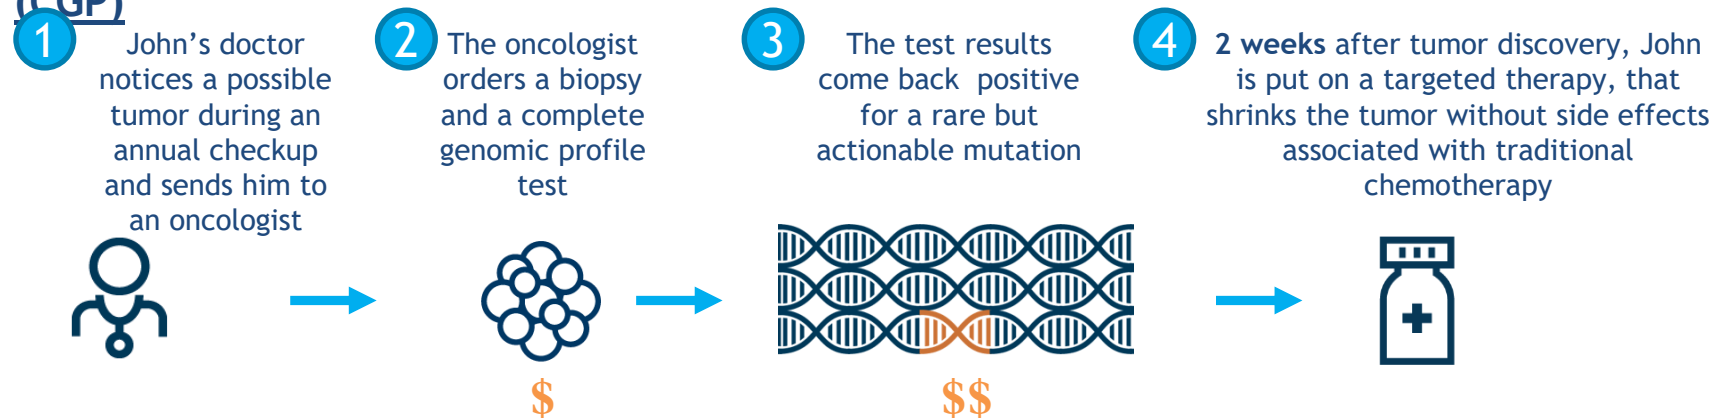 (CGP)
1
John’s doctor
notices a possible
tumor during an
annual checkup
and sends him to
an oncologist
2
The oncologist
orders a biopsy
and a complete
genomic profile
test
3
The test results
come back  positive
for a rare but
actionable mutation
4
2 weeks after tumor discovery, John
is put on a targeted therapy, that
shrinks the tumor without side effects
associated with traditional
chemotherapy
$
$$